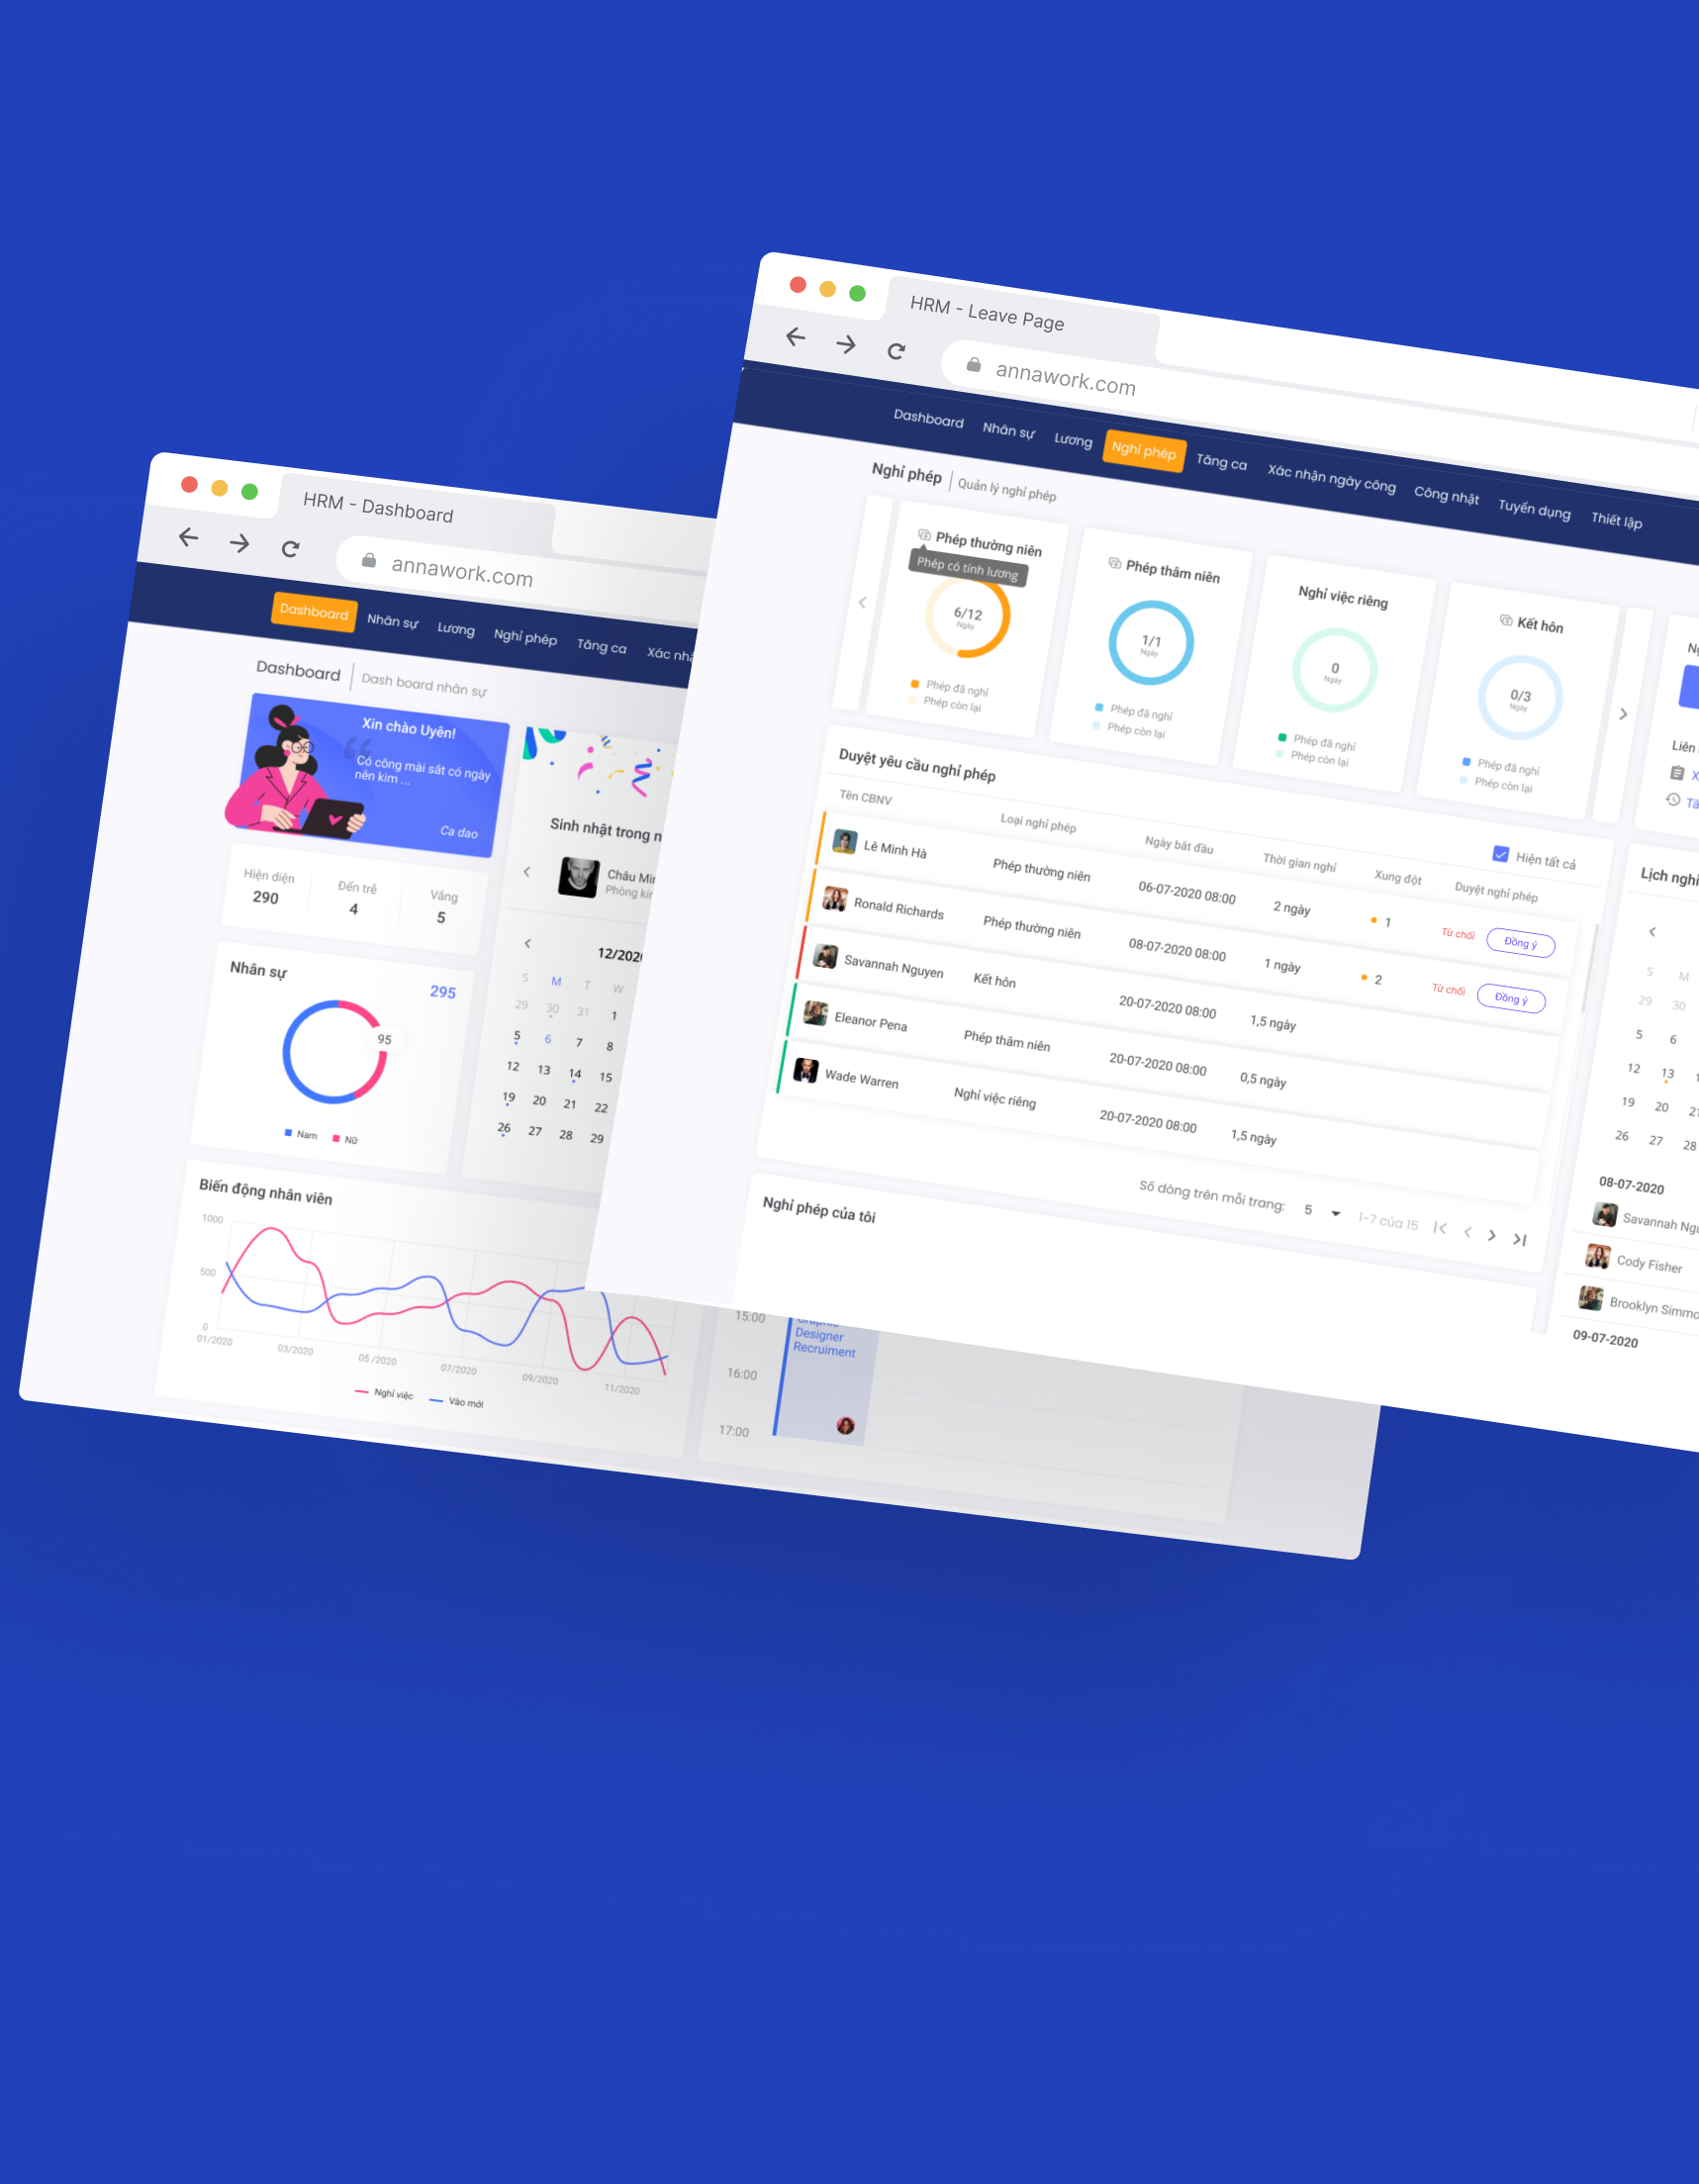 HRM - Leave Page
annawork.com
Dashboard Nhân sự Lương Nghỉ phép Tăng ca Xác nhận ngày công Công nhật Tuyển dụng Thiết lập
Nghỉ phép Quản lý nghỉ phép
Phép thường niên
Phép có tính lương
6/12
Ngày
Phép đã nghỉ
Phép còn lại
Phép thâm niên
1/1
Ngày
Phép đã nghỉ
Phép còn lại
Nghỉ việc riêng
0
Ngày
Phép đã nghỉ
Phép còn lại
Kết hôn
0/3
Ngày
Phép đã nghỉ
Phép còn lại
Liên
Duyệt yêu cầu nghỉ phép
Hiện tất cả
Tên CBNV Loại nghỉ phép Ngày bắt đầu Thời gian nghỉ Xung đột Duyệt nghỉ phép
Lê Minh Hà Phép thường niên 06-07-2020 08:00 2 ngày 1 Từ chối Đồng ý
Ronald Richards Phép thường niên 08-07-2020 08:00 1 ngày 2 Từ chối Đồng ý
Savannah Nguyen Kết hôn 20-07-2020 08:00 1,5 ngày
Eleanor Pena Phép thâm niên 20-07-2020 08:00 0,5 ngày
Wade Warren Nghỉ việc riêng 20-07-2020 08:00 1,5 ngày
Số dòng trên mỗi trang: 5 1-7 của 15
Nghỉ phép của tôi
Lịch nghỉ
S M
29 30
5 6
12 13
19 20 21
26 27 28
08-07-2020
Savannah
Cody Fisher
Brooklyn
09-07-2020
HRM - Dashboard
annawork.com
Dashboard Nhân sự Lương Nghỉ phép Tăng ca Xác
Dashboard Dash board nhân sự
Xin chào Uyên!
Có công mài sắt có ngày
nên kim ...
Ca dao
Hiện diện Đến trễ Vắng
290 4 5
Nhân sự
295
95
Nam Nữ
Sinh nhật trong
Châu
Phòng
12/2020
S M T W
29 30 31 1
5 6 7 8
12 13 14 15
19 20 21 22
26 27 28 29
Biến động nhân viên
1000
500
0
01/2020 03/2020 05 /2020 07/2020 09/2020 11/2020
Nghỉ việc Vào mới
15:00
16:00
17:00
Graphic
Designer
Recruiment